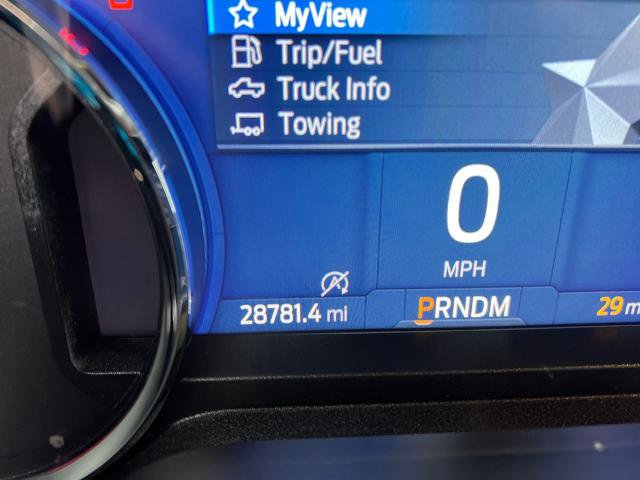 MyView
Trip/Fuel
Truck Info
Towing
0
MPH
28781.4 mi
PRNDM
29 m